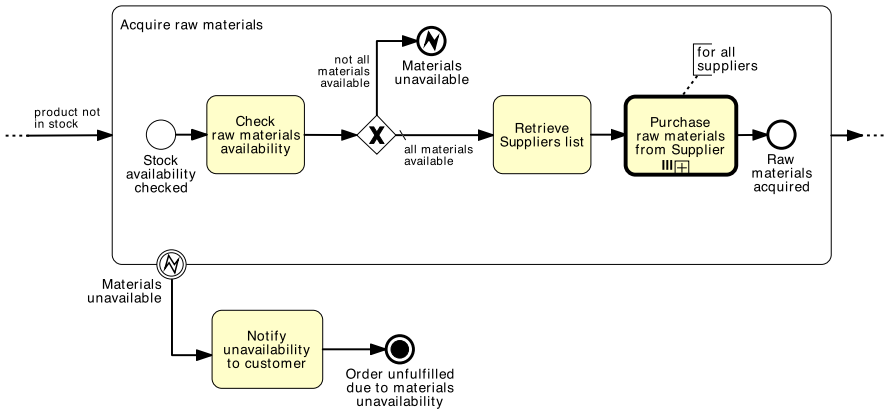 Acquire raw materials
not all
materials
available
Materials
unavailable
for all
suppliers
product not
in stock
Stock
availability
checked
Check
raw materials
availability
X
all materials
available
Retrieve
Suppliers list
Purchase
raw materials
from Supplier
Raw
materials
acquired
Materials
unavailable
Notify
unavailability
to customer
Order unfulfilled
due to materials
unavailability